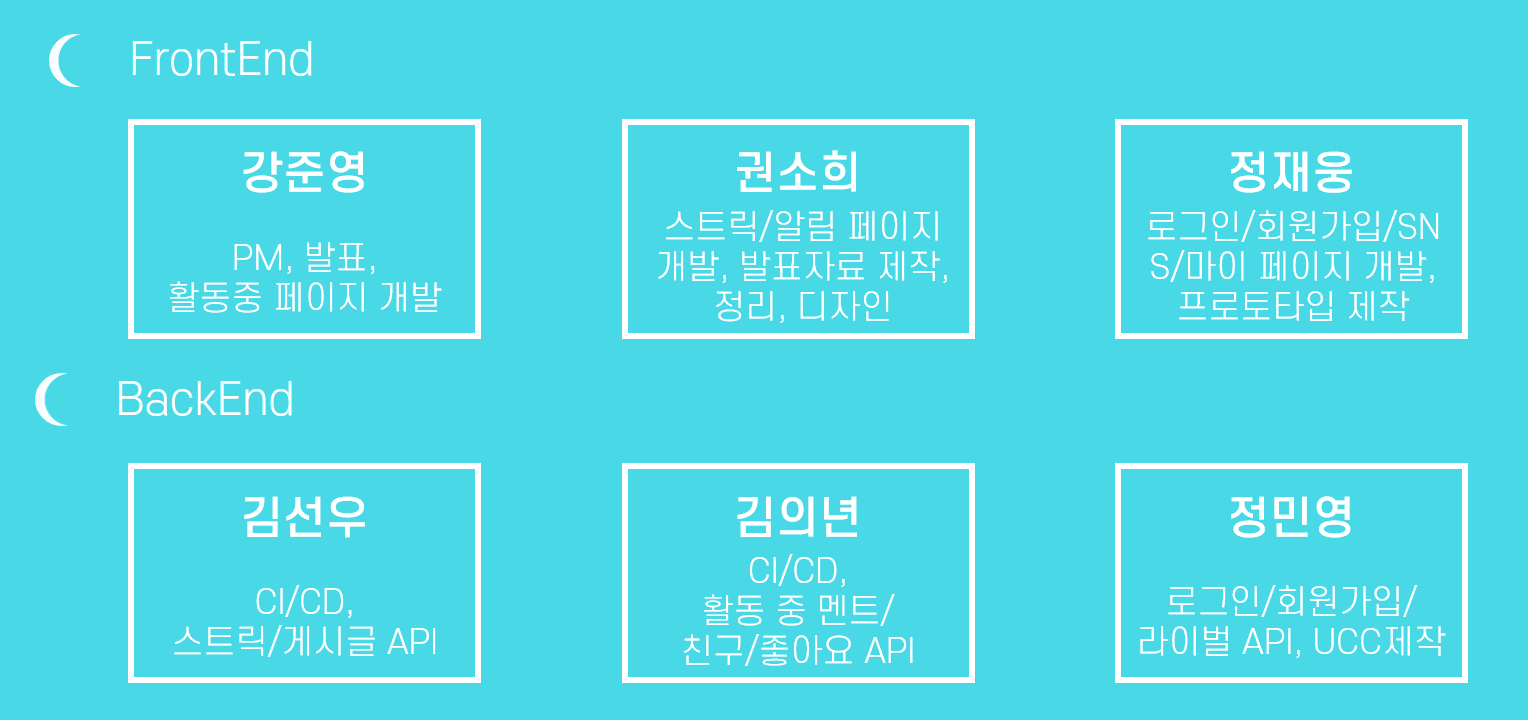 FrontEnd
강준영
PM, 발표,
활동중 페이지 개발
권소희
스트릭/알림 페이지
개발, 발표자료 제작,
정리, 디자인
정재웅
로그인/회원가입/SN
S/마이 페이지 개발,
프로토타입 제작
BackEnd
김선우
CI/CD,
스트릭/게시글 API
김의년
CI/CD,
활동 중 멘트/
친구/좋아요 API
정민영
로그인/회원가입/
라이벌 API, UCC제작